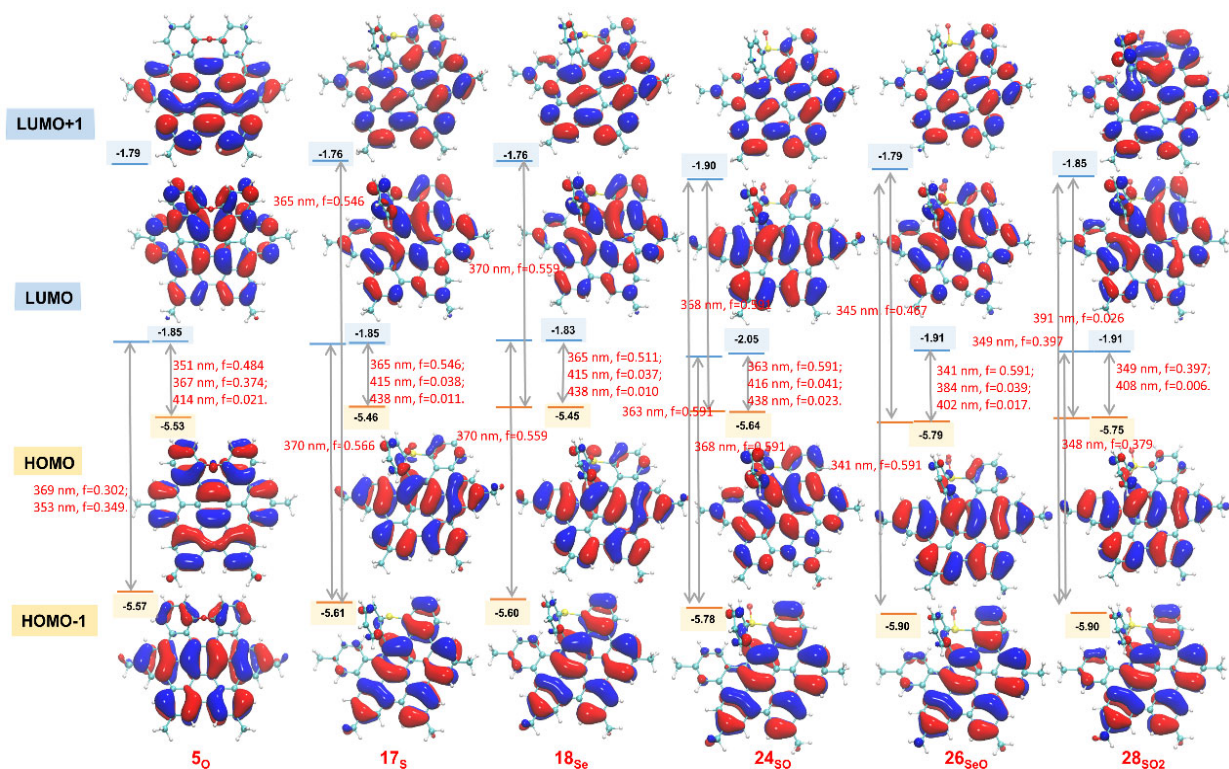 LUMO+1
-1.79
-1.76
-1.76
-1.90
-1.79
-1.85
365 nm, f=0.546
370 nm, f=0.559
368 nm,
345 nm, f=0.467
391 nm, f=0.026
349 nm, f=0.397
LUMO
-1.85
-1.85
-1.83
-2.05
-1.91
-1.91
351 nm, f=0.484
367 nm, f=0.374;
414 nm, f=0.021.
365 nm, f=0.546;
415 nm, f=0.038;
438 nm, f=0.011.
365 nm, f=0.511;
415 nm, f=0.037;
438 nm, f=0.010
363 nm, f=0.591;
416 nm, f=0.041;
438 nm, f=0.023.
341 nm, f=0.591;
384 nm, f=0.039;
402 nm, f=0.017.
349 nm, f=0.397;
408 nm, f=0.006.
-5.53
-5.46
-5.45
-5.64
-5.79
-5.75
363 nm, f=0.591
370 nm, f=0.566
370 nm, f=0.559
368 nm, f=0.591
341 nm, f=0.591
348 nm, f=0.379
HOMO
369 nm, f=0.302;
353 nm, f=0.349.
HOMO-1
-5.57
-5.61
-5.60
-5.78
-5.90
-5.90
5O
17S
18Se
24SO
26SeO
28SO2